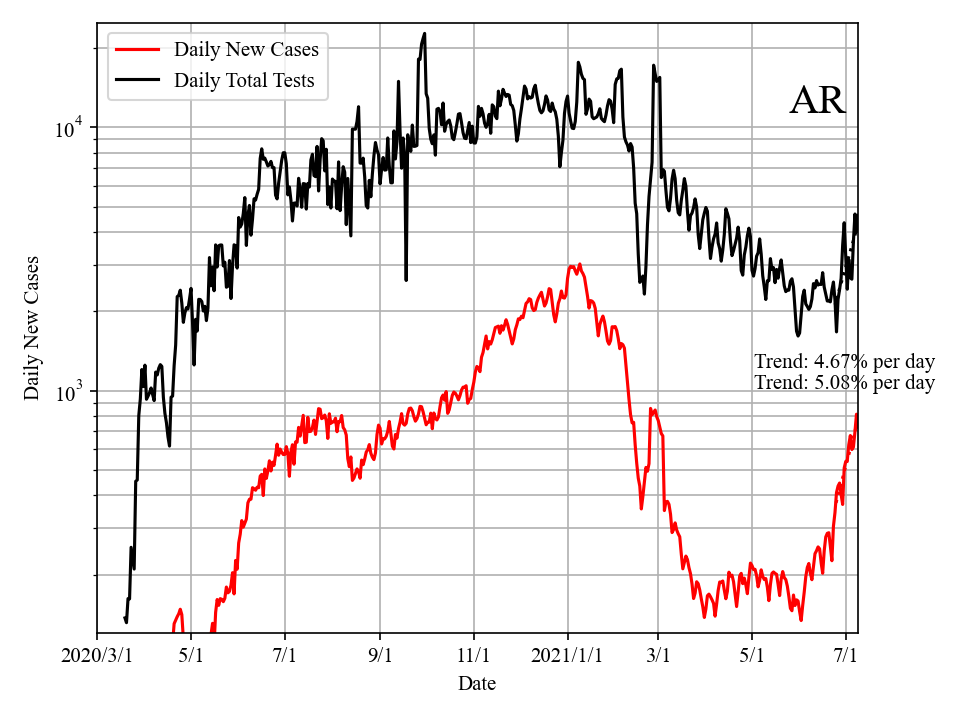 Daily New Cases
Daily Total Tests
AR
10^4
10^3
Daily New Cases
Trend: 4.67% per day
Trend: 5.08% per day
2020/3/1 5/1 7/1 9/1 11/1 2021/1/1 3/1 5/1 7/1
Date